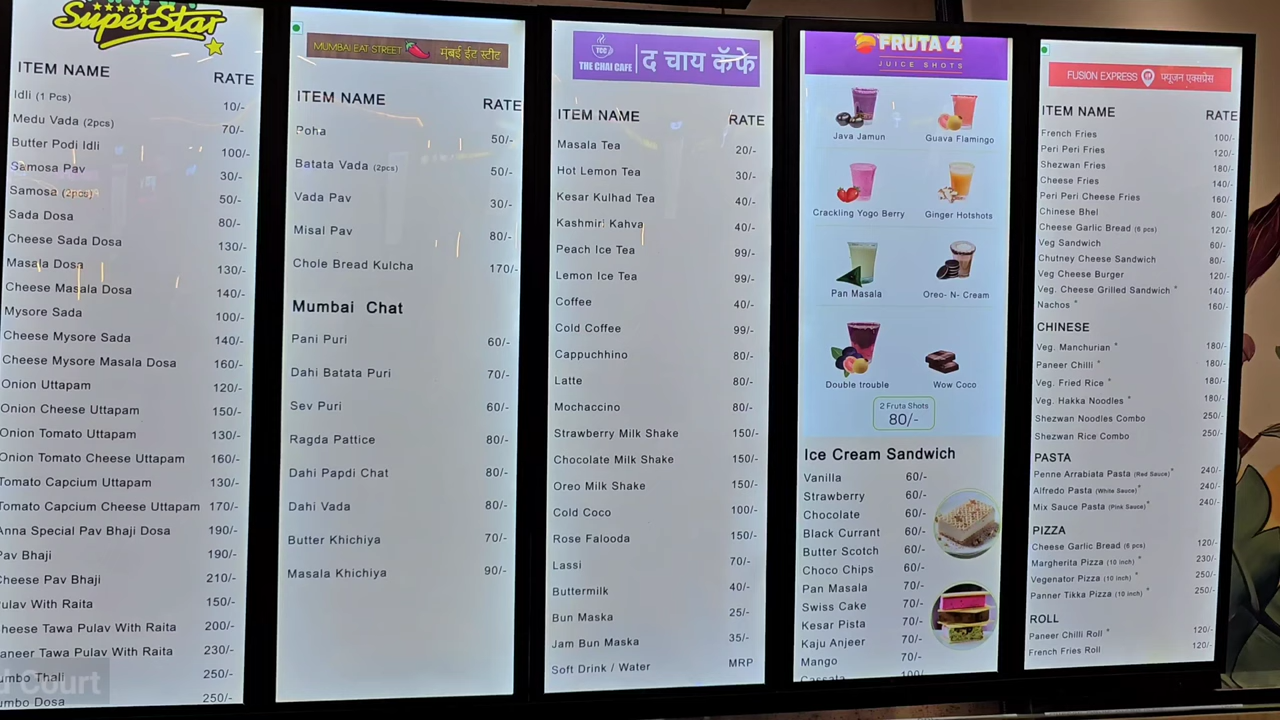 SuperStar
ITEM NAME RATE
Idli (1 Pcs) 10/-
Medu Vada (2pcs) 70/-
Butter Podi Idli 100/-
Samosa Pav 30/-
Samosa (2pcs) 50/-
Sada Dosa 80/-
Cheese Sada Dosa 130/-
Masala Dosa 130/-
Cheese Masala Dosa 140/-
Mysore Sada 100/-
Cheese Mysore Sada 140/-
Cheese Mysore Masala Dosa 160/-
Onion Uttapam 120/-
Onion Cheese Uttapam 150/-
Onion Tomato Uttapam 130/-
Onion Tomato Cheese Uttapam 160/-
Tomato Capcium Uttapam 130/-
Tomato Capcium Cheese Uttapam 170/-
Anna Special Pav Bhaji Dosa 190/-
Pav Bhaji 190/-
Cheese Pav Bhaji 210/-
Pulav With Raita 150/-
Cheese Tawa Pulav With Raita 200/-
Paneer Tawa Pulav With Raita 230/-
umbo Thali 250/-
umbo Dosa 250/-
d Court
MUMBAI EAT STREET मुंबई ईट स्टीट
ITEM NAME RATE
Poha 50/-
Batata Vada (2pcs) 50/-
Vada Pav 30/-
Misal Pav 80/-
Chole Bread Kulcha 170/-
Mumbai Chat
Pani Puri 60/-
Dahi Batata Puri 70/-
Sev Puri 60/-
Ragda Pattice 80/-
Dahi Papdi Chat 80/-
Dahi Vada 80/-
Butter Khichiya 70/-
Masala Khichiya 90/-
TCC
THE CHAI CAFE द चाय कॅफे
ITEM NAME RATE
Masala Tea 20/-
Hot Lemon Tea 30/-
Kesar Kulhad Tea 40/-
Kashmiri Kahva 40/-
Peach Ice Tea 99/-
Lemon Ice Tea 99/-
Coffee 40/-
Cold Coffee 99/-
Cappuchhino 80/-
Latte 80/-
Mochaccino 80/-
Strawberry Milk Shake 150/-
Chocolate Milk Shake 150/-
Oreo Milk Shake 150/-
Cold Coco 100/-
Rose Falooda 150/-
Lassi 70/-
Buttermilk 40/-
Bun Maska 25/-
Jam Bun Maska 35/-
Soft Drink / Water MRP
FRUTA 4
JUICE SHOTS
Java Jamun Guava Flamingo
Crackling Yogo Berry Ginger Hotshots
Pan Masala Oreo- N- Cream
Double trouble Wow Coco
2 Fruta Shots
80/-
Ice Cream Sandwich
Vanilla 60/-
Strawberry 60/-
Chocolate 60/-
Black Currant 60/-
Butter Scotch 60/-
Choco Chips 60/-
Pan Masala 70/-
Swiss Cake 70/-
Kesar Pista 70/-
Kaju Anjeer 70/-
Mango 70/-
Cassata 100/-
FUSION EXPRESS फ्यूजन एक्सप्रेस
ITEM NAME RATE
French Fries 100/-
Peri Peri Fries 120/-
Shezwan Fries 180/-
Cheese Fries 140/-
Peri Peri Cheese Fries 160/-
Chinese Bhel 80/-
Cheese Garlic Bread (6 pcs) 120/-
Veg Sandwich 60/-
Chutney Cheese Sandwich 80/-
Veg Cheese Burger 120/-
Veg. Cheese Grilled Sandwich * 140/-
Nachos * 160/-
CHINESE
Veg. Manchurian * 180/-
Paneer Chilli * 180/-
Veg. Fried Rice * 180/-
Veg. Hakka Noodles * 180/-
Shezwan Noodles Combo 250/-
Shezwan Rice Combo 250/-
PASTA
Penne Arrabiata Pasta (Red Sauce)* 240/-
Alfredo Pasta (White Sauce)* 240/-
Mix Sauce Pasta (Pink Sauce)* 240/-
PIZZA
Cheese Garlic Bread (6 pcs) 120/-
Margherita Pizza (10 inch) * 230/-
Vegenator Pizza (10 inch) * 250/-
Panner Tikka Pizza (10 inch) * 250/-
ROLL
Paneer Chilli Roll * 120/-
French Fries Roll 120/-